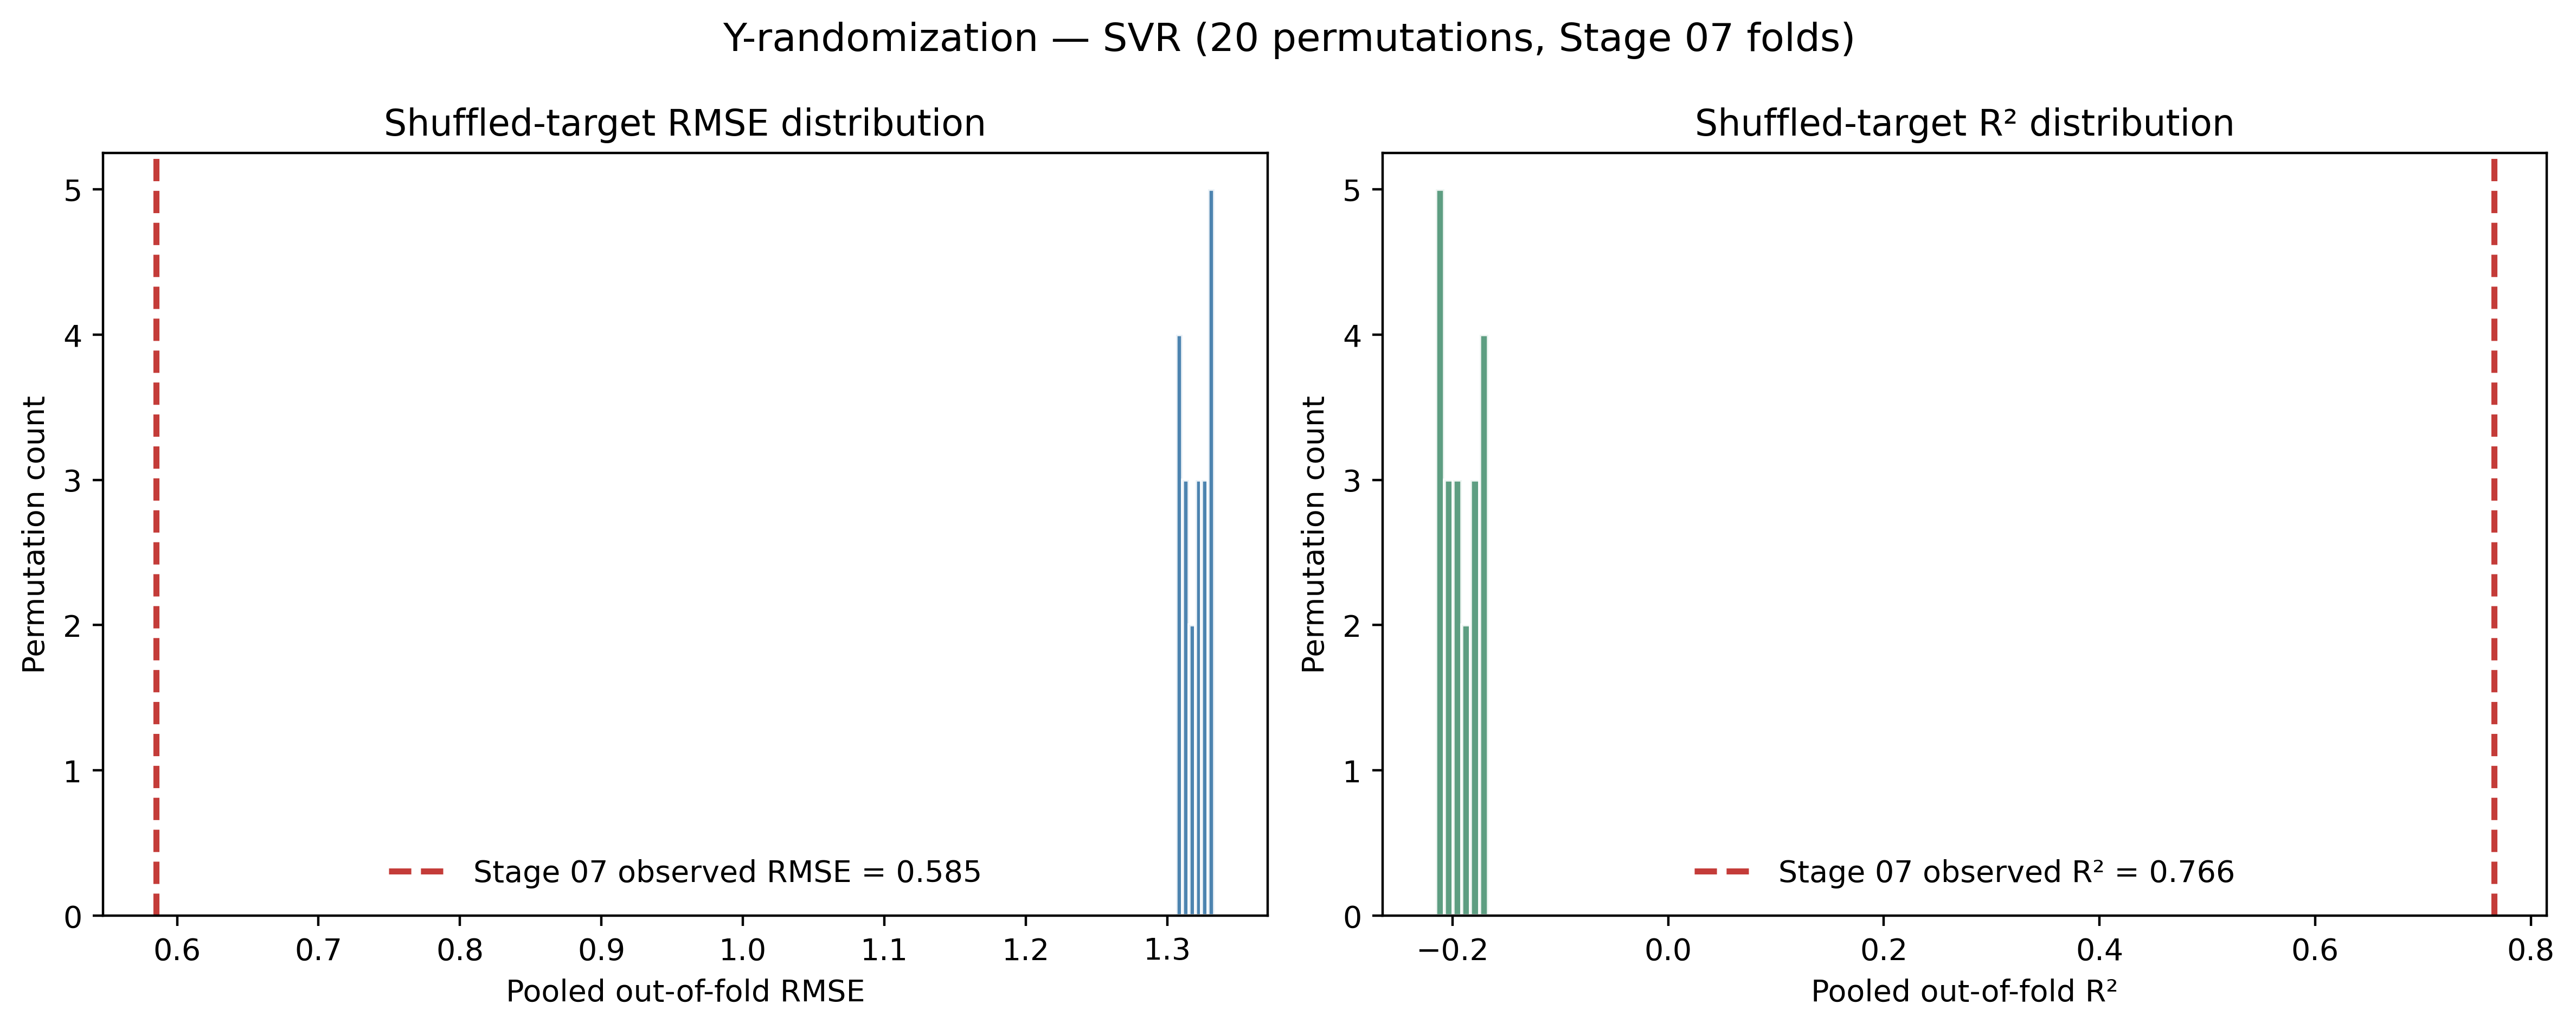 Y-randomization — SVR (20 permutations, Stage 07 folds)
Shuffled-target RMSE distribution
Permutation count
5
4
3
2
1
0
Stage 07 observed RMSE = 0.585
0.6 0.7 0.8 0.9 1.0 1.1 1.2 1.3
Pooled out-of-fold RMSE
Shuffled-target R² distribution
Permutation count
5
4
3
2
1
0
Stage 07 observed R² = 0.766
−0.2 0.0 0.2 0.4 0.6 0.8
Pooled out-of-fold R²